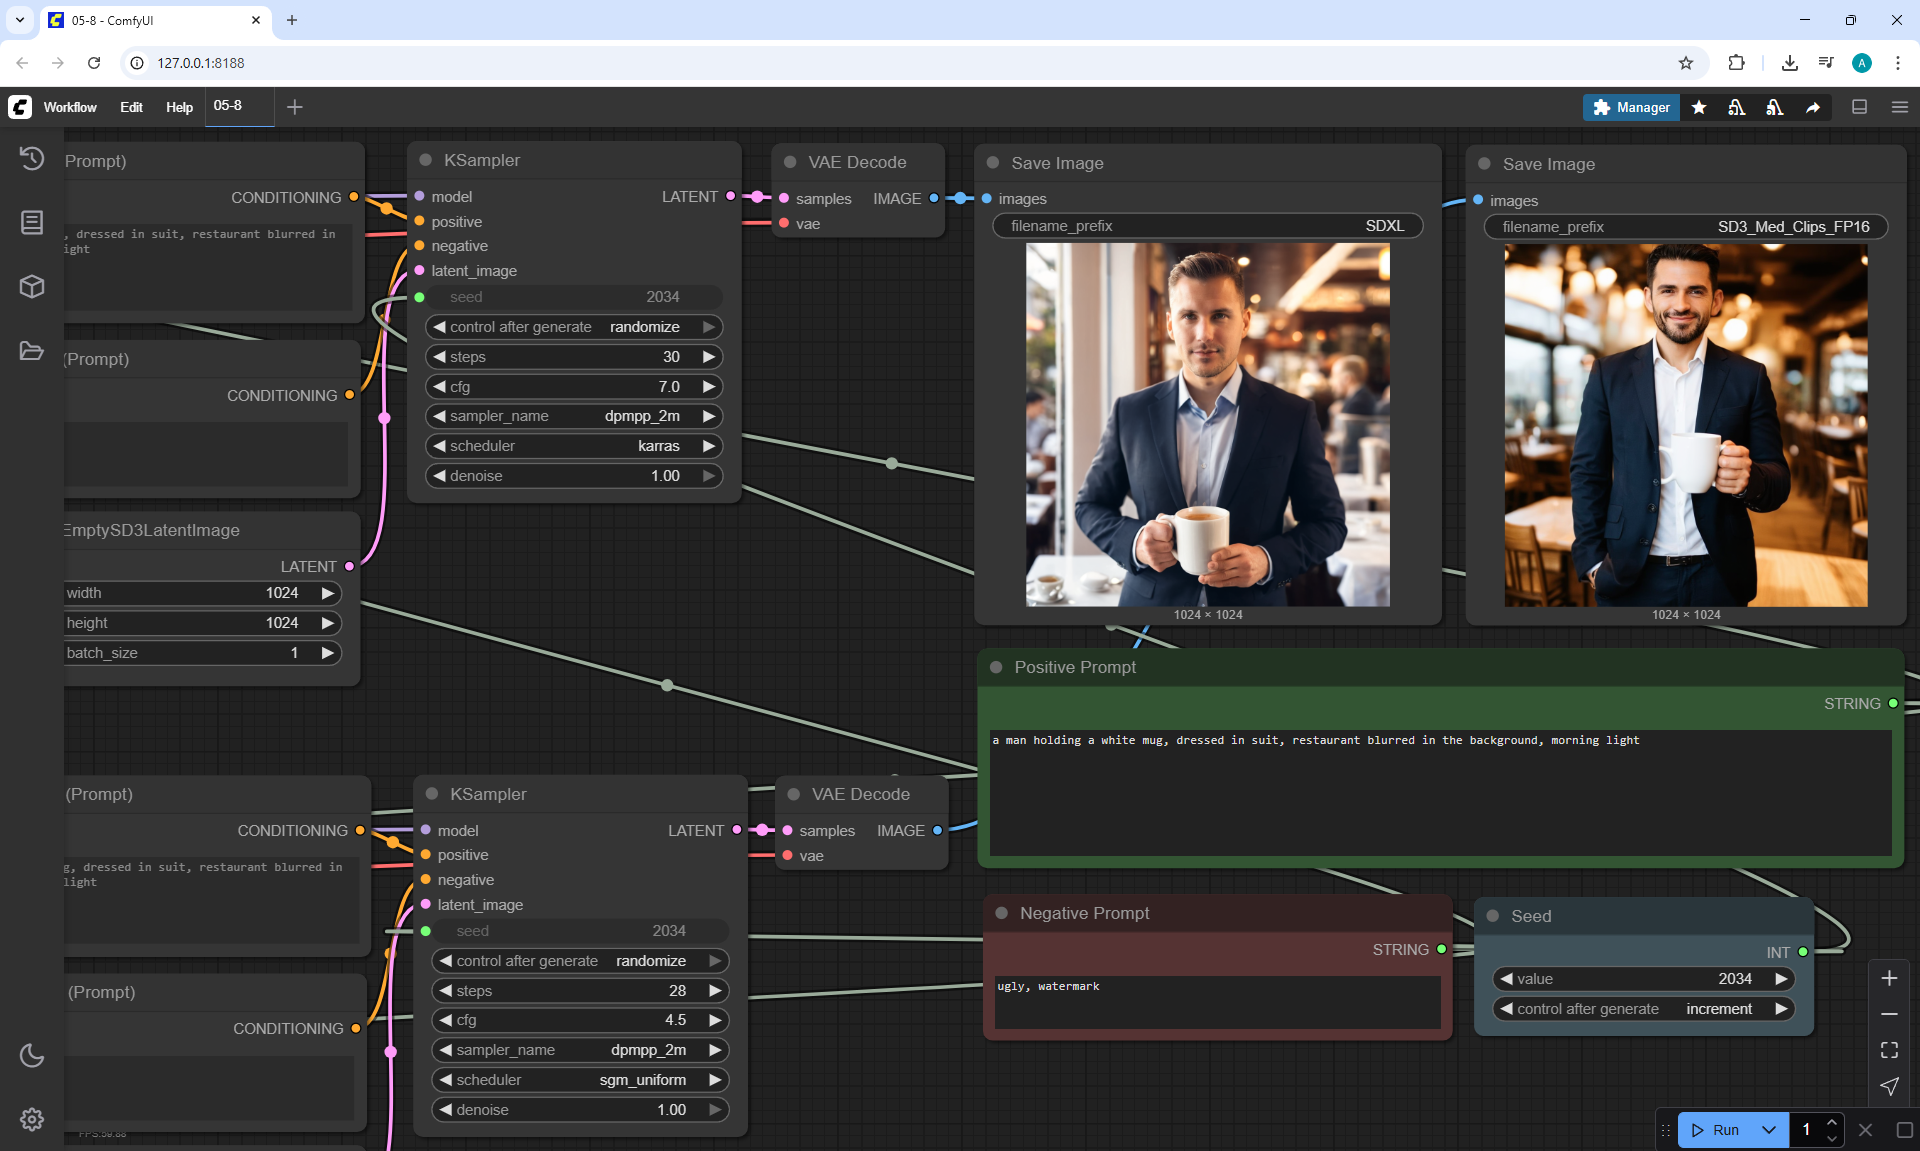 05-8 - ComfyUI
127.0.0.1:8188
A
Workflow
Edit
Help
05-8
Manager
Prompt)
CONDITIONING
, dressed in suit, restaurant blurred in
ight
(Prompt)
CONDITIONING
EmptySD3LatentImage
LATENT
width 1024
height 1024
batch_size 1
KSampler
model LATENT
positive
negative
latent_image
seed 2034
control after generate randomize
steps 30
cfg 7.0
sampler_name dpmpp_2m
scheduler karras
denoise 1.00
VAE Decode
samples IMAGE
vae
Save Image
images
filename_prefix SDXL
1024 × 1024
Save Image
images
filename_prefix SD3_Med_Clips_FP16
1024 × 1024
Positive Prompt
STRING
a man holding a white mug, dressed in suit, restaurant blurred in the background, morning light
(Prompt)
CONDITIONING
g, dressed in suit, restaurant blurred in
light
(Prompt)
CONDITIONING
KSampler
model LATENT
positive
negative
latent_image
seed 2034
control after generate randomize
steps 28
cfg 4.5
sampler_name dpmpp_2m
scheduler sgm_uniform
denoise 1.00
VAE Decode
samples IMAGE
vae
Negative Prompt
STRING
ugly, watermark
Seed
INT
value 2034
control after generate increment
Run
1